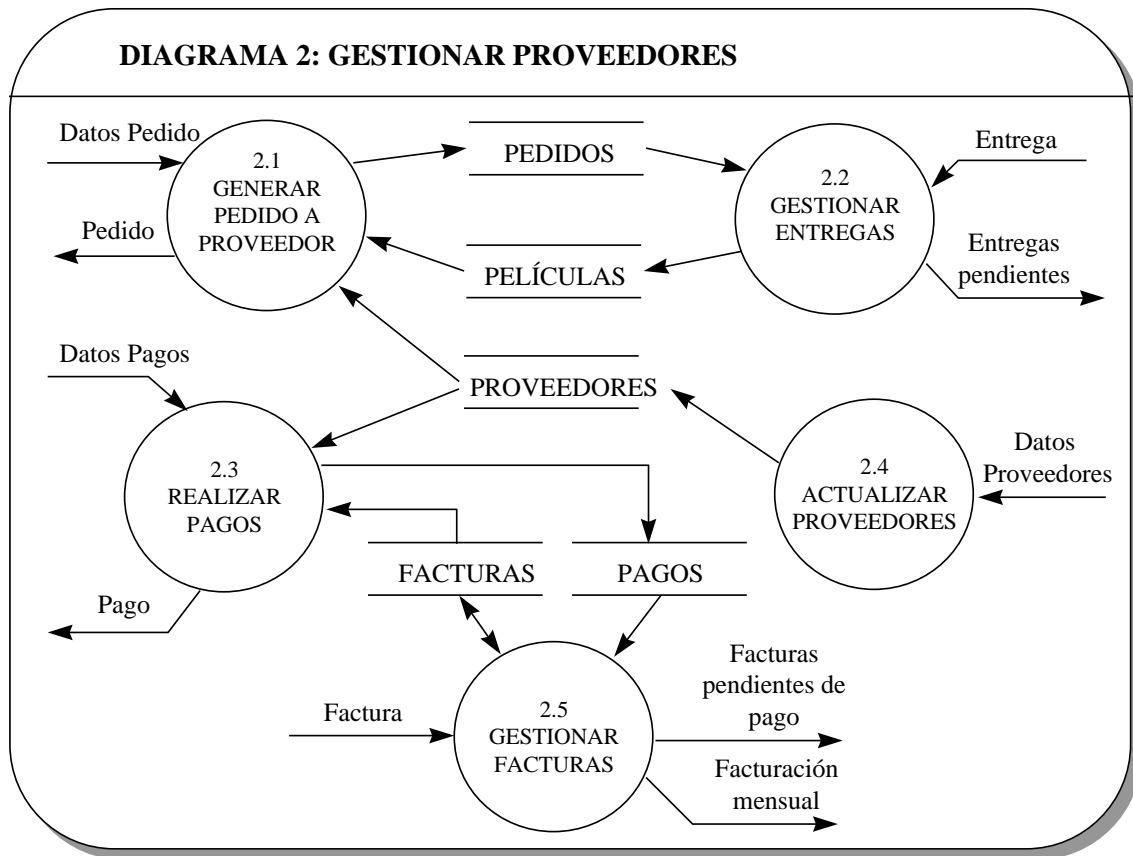 DIAGRAMA 2: GESTIONAR PROVEEDORES
Datos Pedido
2.1
GENERAR
PEDIDO A
PROVEEDOR
Pedido
PEDIDOS
PELÍCULAS
2.2
GESTIONAR
ENTREGAS
Entrega
Entregas
pendientes
Datos Pagos
PROVEEDORES
2.3
REALIZAR
PAGOS
Pago
2.4
ACTUALIZAR
PROVEEDORES
Datos
Proveedores
FACTURAS
PAGOS
Factura
2.5
GESTIONAR
FACTURAS
Facturas
pendientes de
pago
Facturación
mensual